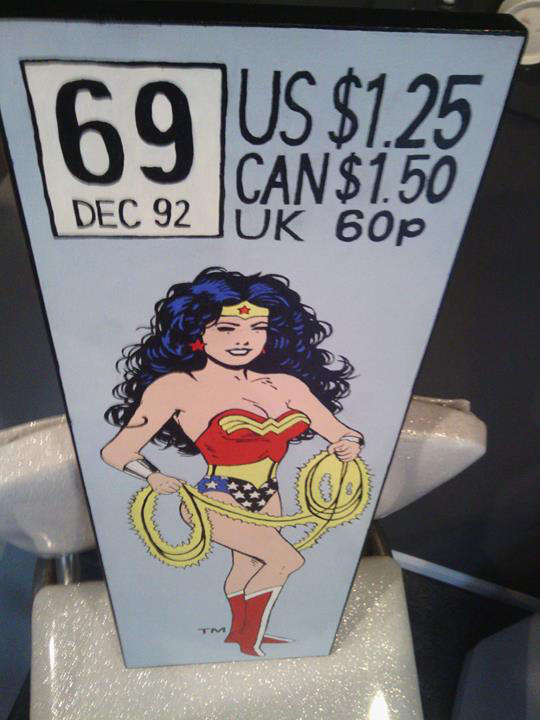 69
DEC 92
US $1.25
CAN $1.50
UK 60p
TM